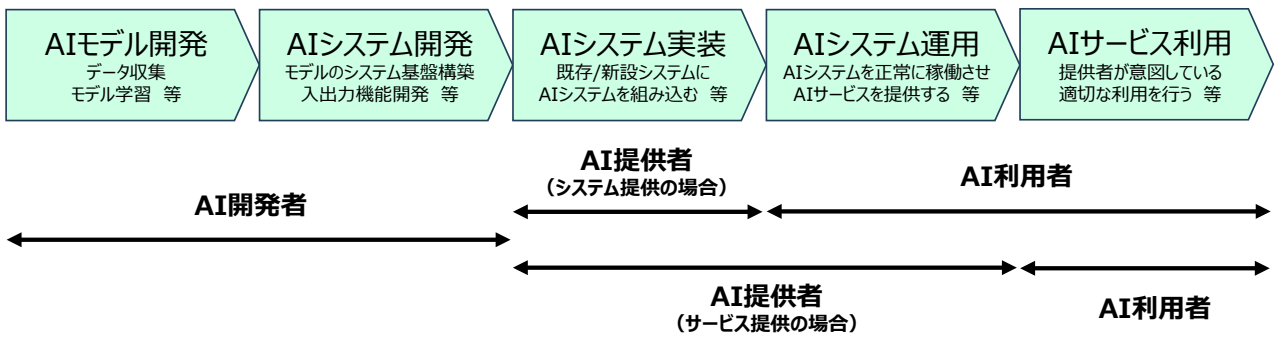 AIモデル開発
データ収集
モデル学習 等
AIシステム開発
モデルのシステム基盤構築
入出力機能開発 等
AIシステム実装
既存/新設システムに
AIシステムを組み込む 等
AIシステム運用
AIシステムを正常に稼働させ
AIサービスを提供する 等
AIサービス利用
提供者が意図している
適切な利用を行う 等
AI開発者
AI提供者
（システム提供の場合）
AI利用者
AI提供者
（サービス提供の場合）
AI利用者